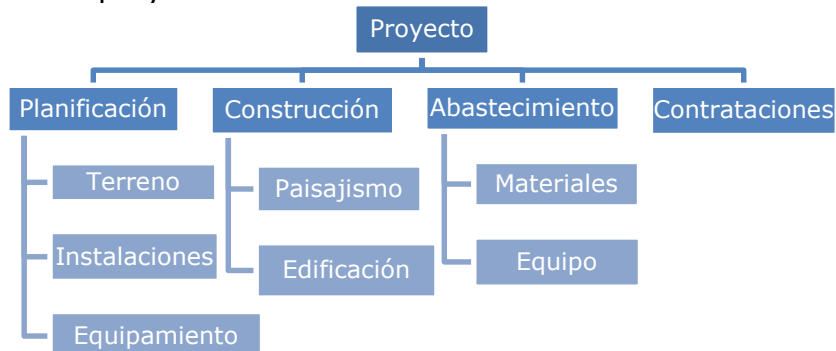 Proyecto
Planificación
Construcción
Abastecimiento
Contrataciones
Terreno
Instalaciones
Equipamiento
Paisajismo
Edificación
Materiales
Equipo